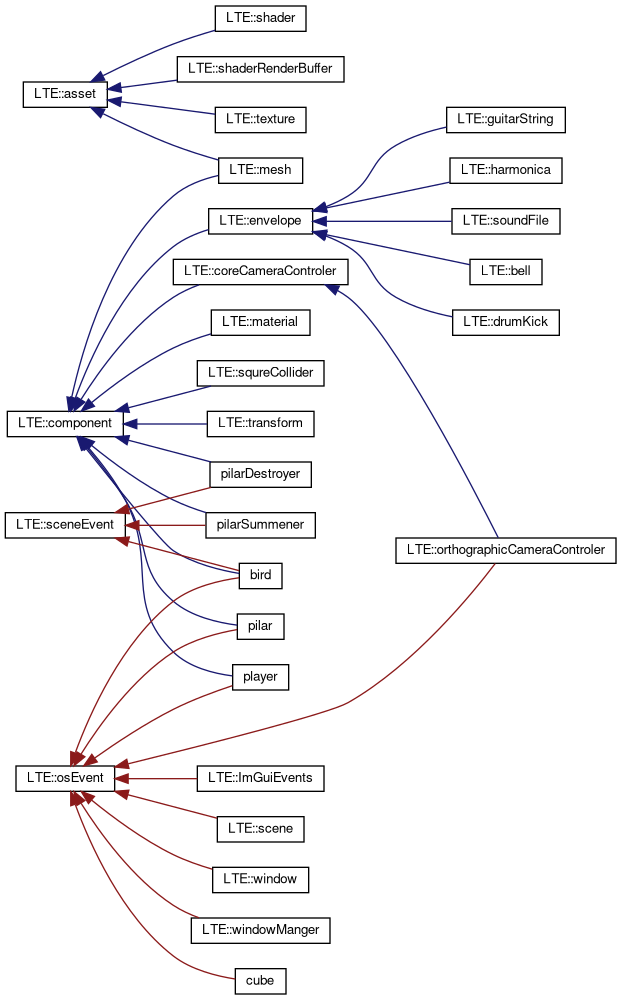 LTE::shader
LTE::shaderRenderBuffer
LTE::asset
LTE::texture
LTE::guitarString
LTE::mesh
LTE::harmonica
LTE::envelope
LTE::soundFile
LTE::coreCameraControler
LTE::bell
LTE::material
LTE::drumKick
LTE::squreCollider
LTE::component
LTE::transform
pilarDestroyer
LTE::sceneEvent
pilarSummener
LTE::orthographicCameraControler
bird
pilar
player
LTE::osEvent
LTE::ImGuiEvents
LTE::scene
LTE::window
LTE::windowManger
cube